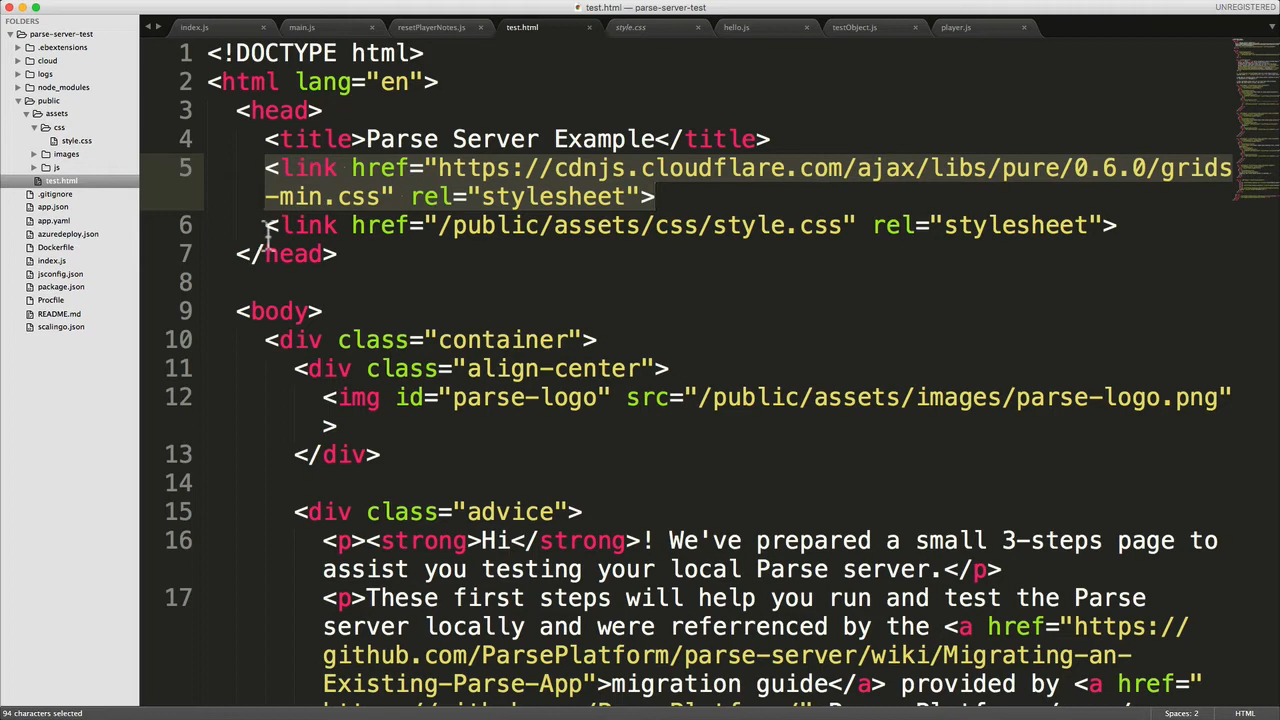 test.html — parse-server-test
UNREGISTERED
FOLDERS
parse-server-test
.ebextensions
cloud
logs
node_modules
public
assets
css
style.css
images
js
test.html
.gitignore
app.json
app.yaml
azuredeploy.json
Dockerfile
index.js
jsconfig.json
package.json
Procfile
README.md
scalingo.json
index.js
main.js
resetPlayerNotes.js
test.html
style.css
hello.js
testObject.js
player.js
1 <!DOCTYPE html>
2 <html lang="en">
3 <head>
4 <title>Parse Server Example</title>
5 <link href="https://cdnjs.cloudflare.com/ajax/libs/pure/0.6.0/grids
-min.css" rel="stylesheet">
6 <link href="/public/assets/css/style.css" rel="stylesheet">
7 </head>
8
9 <body>
10 <div class="container">
11 <div class="align-center">
12 <img id="parse-logo" src="/public/assets/images/parse-logo.png"
>
13 </div>
14
15 <div class="advice">
16 <p><strong>Hi</strong>! We've prepared a small 3-steps page to
assist you testing your local Parse server.</p>
17 <p>These first steps will help you run and test the Parse
server locally and were referrenced by the <a href="https://
github.com/ParsePlatform/parse-server/wiki/Migrating-an-
Existing-Parse-App">migration guide</a> provided by <a href="
94 characters selected
Spaces: 2
HTML